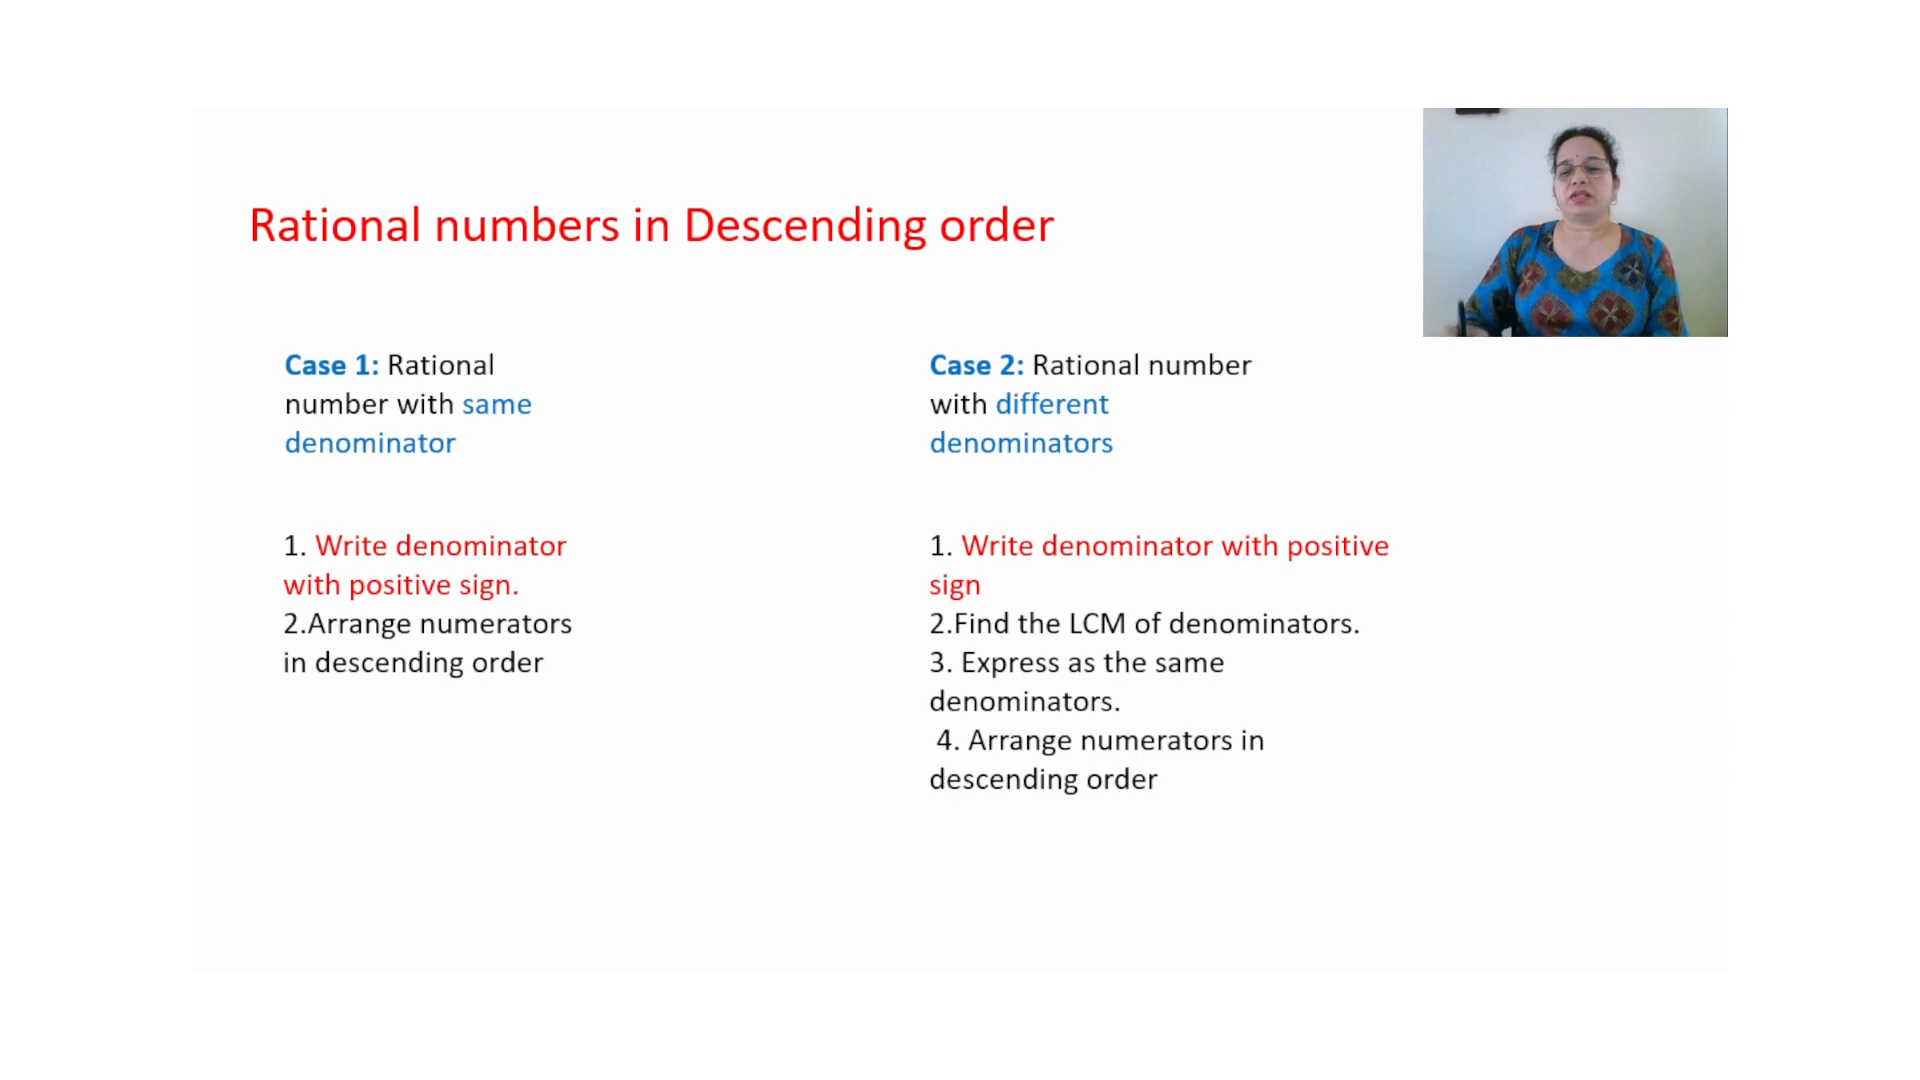 Rational numbers in Descending order
Case 1: Rational
number with same
denominator
1. Write denominator
with positive sign.
2.Arrange numerators
in descending order
Case 2: Rational number
with different
denominators
1. Write denominator with positive
sign
2.Find the LCM of denominators.
3. Express as the same
denominators.
4. Arrange numerators in
descending order